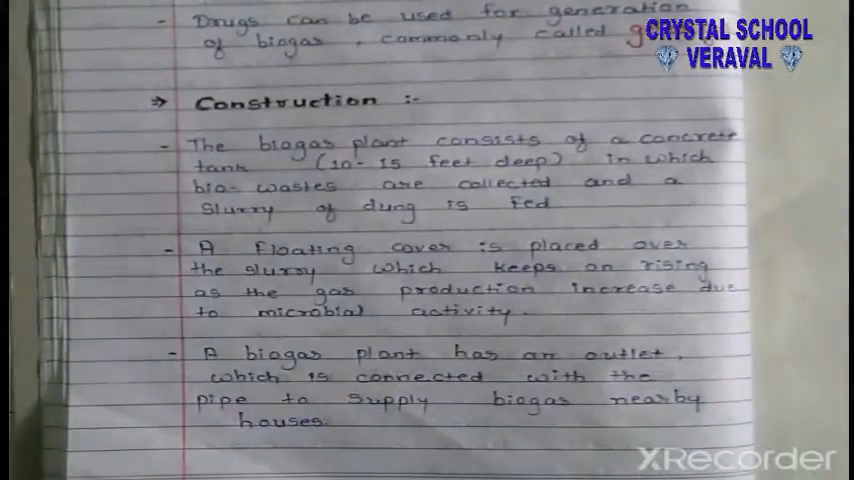 - Drugs can be used for generation
of biogas, commonly called
CRYSTAL SCHOOL
VERAVAL
⇒ Construction :-
- The biogas plant consists of a concrete
tank (10-15 feet deep) in which
bio-wastes are collected and a
slurry of dung is fed
- A floating cover is placed over
the slurry which keeps on rising
as the gas production increase due
to microbial activity.
- A biogas plant has an outlet,
which is connected with the
pipe to supply biogas nearby
houses.
XRecorder